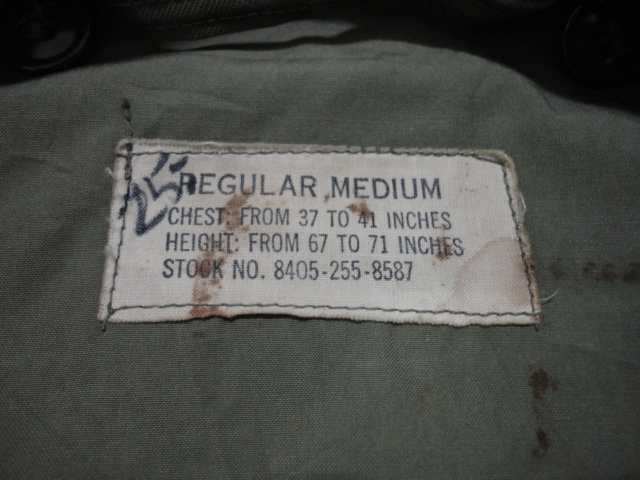 REGULAR MEDIUM
CHEST: FROM 37 TO 41 INCHES
HEIGHT: FROM 67 TO 71 INCHES
STOCK NO. 8405-255-8587